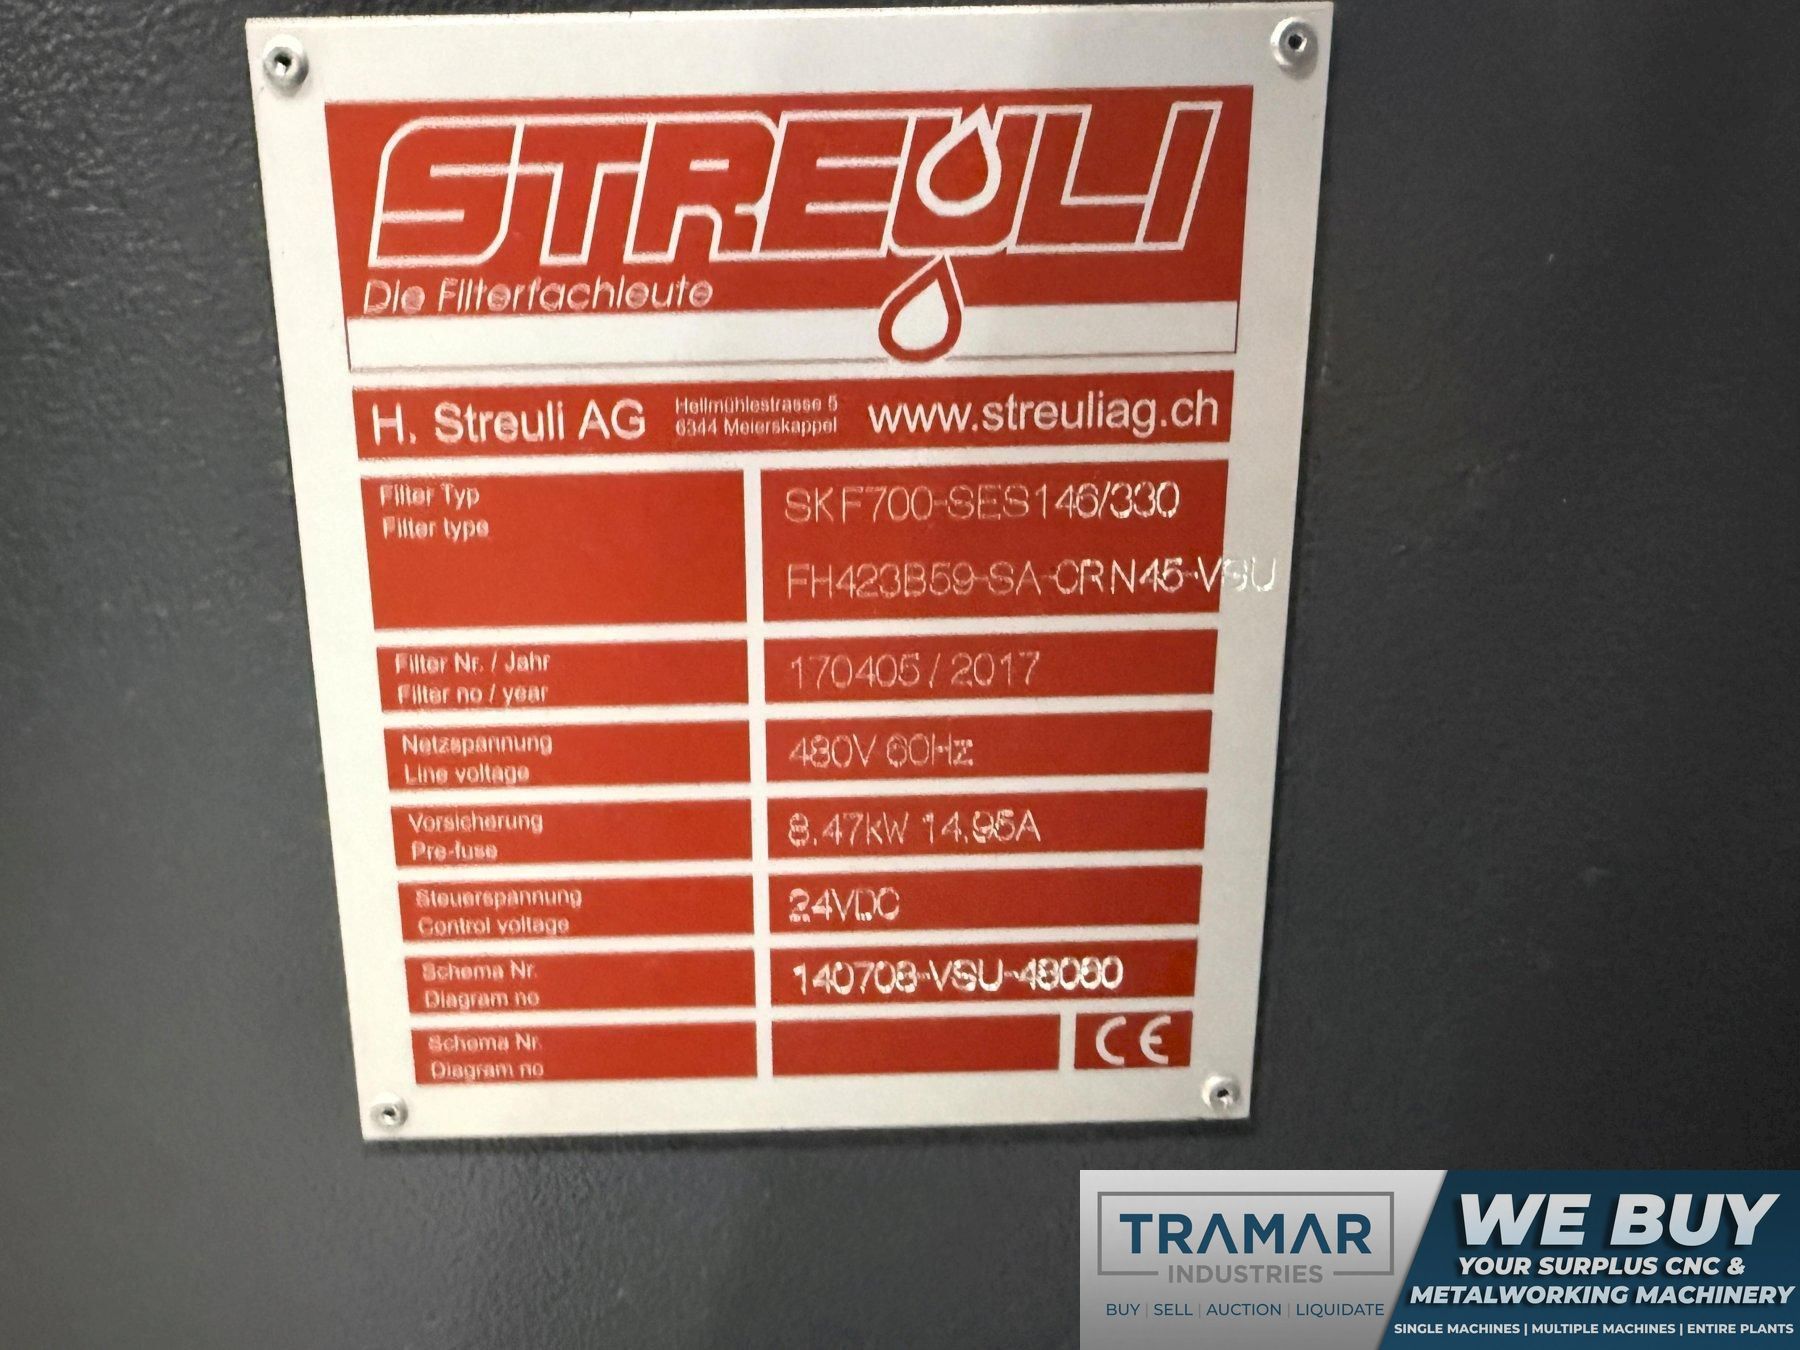 STREULI
Die Filterfachleute
H. Streuli AG
Hellmühlestrasse 5
6344 Meierskappel
www.streuliag.ch
Filter Typ
Filter type
SKF700-SES146/330
FH423B59-SA-CRN45-VSU
Filter Nr. / Jahr
Filter no / year
170405 / 2017
Netzspannung
Line voltage
480V 60Hz
Vorsicherung
Pre-fuse
8.47kW 14.95A
Steuerspannung
Control voltage
24VDC
Schema Nr.
Diagram no
140708-VSU-48060
Schema Nr.
Diagram no
CE
TRAMAR
INDUSTRIES
BUY | SELL | AUCTION | LIQUIDATE
WE BUY
YOUR SURPLUS CNC &
METALWORKING MACHINERY
SINGLE MACHINES | MULTIPLE MACHINES | ENTIRE PLANTS